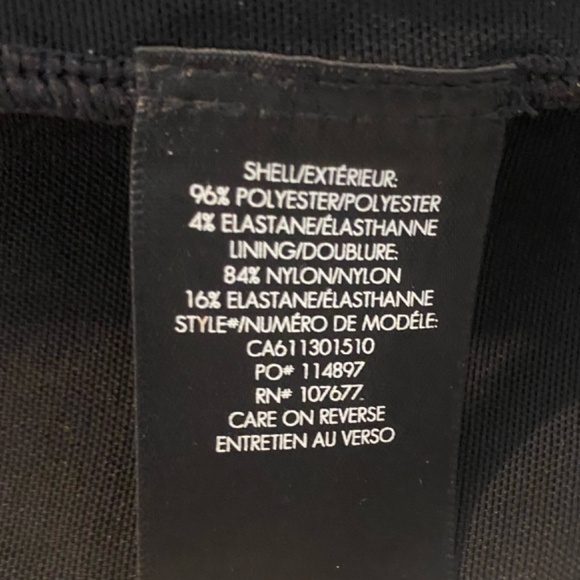 SHELL/EXTÉRIEUR:
96% POLYESTER/POLYESTER
4% ELASTANE/ÉLASTHANNE
LINING/DOUBLURE:
84% NYLON/NYLON
16% ELASTANE/ÉLASTHANNE
STYLE#/NUMÉRO DE MODÉLE:
CA611301510
PO# 114897
RN# 107677
CARE ON REVERSE
ENTRETIEN AU VERSO